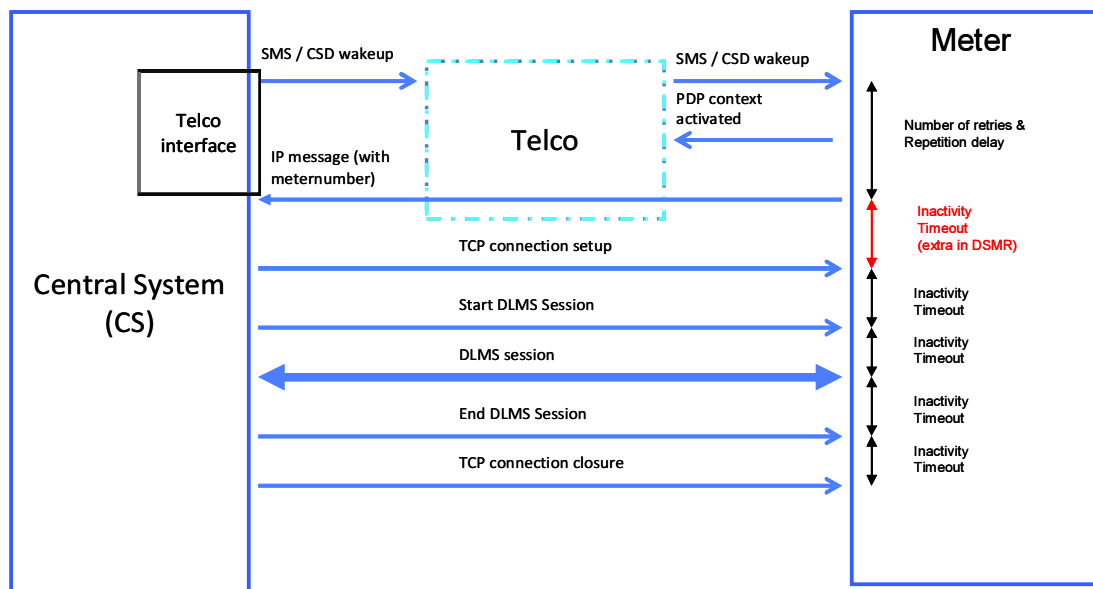 Meter
SMS / CSD wakeup
SMS / CSD wakeup
Telco
interface
Telco
PDP context
activated
Number of retries &
Repetition delay
IP message (with
meternumber)
Inactivity
Timeout
(extra in DSMR)
TCP connection setup
Central System
(CS)
Inactivity
Timeout
Start DLMS Session
Inactivity
Timeout
DLMS session
Inactivity
Timeout
End DLMS Session
Inactivity
Timeout
TCP connection closure